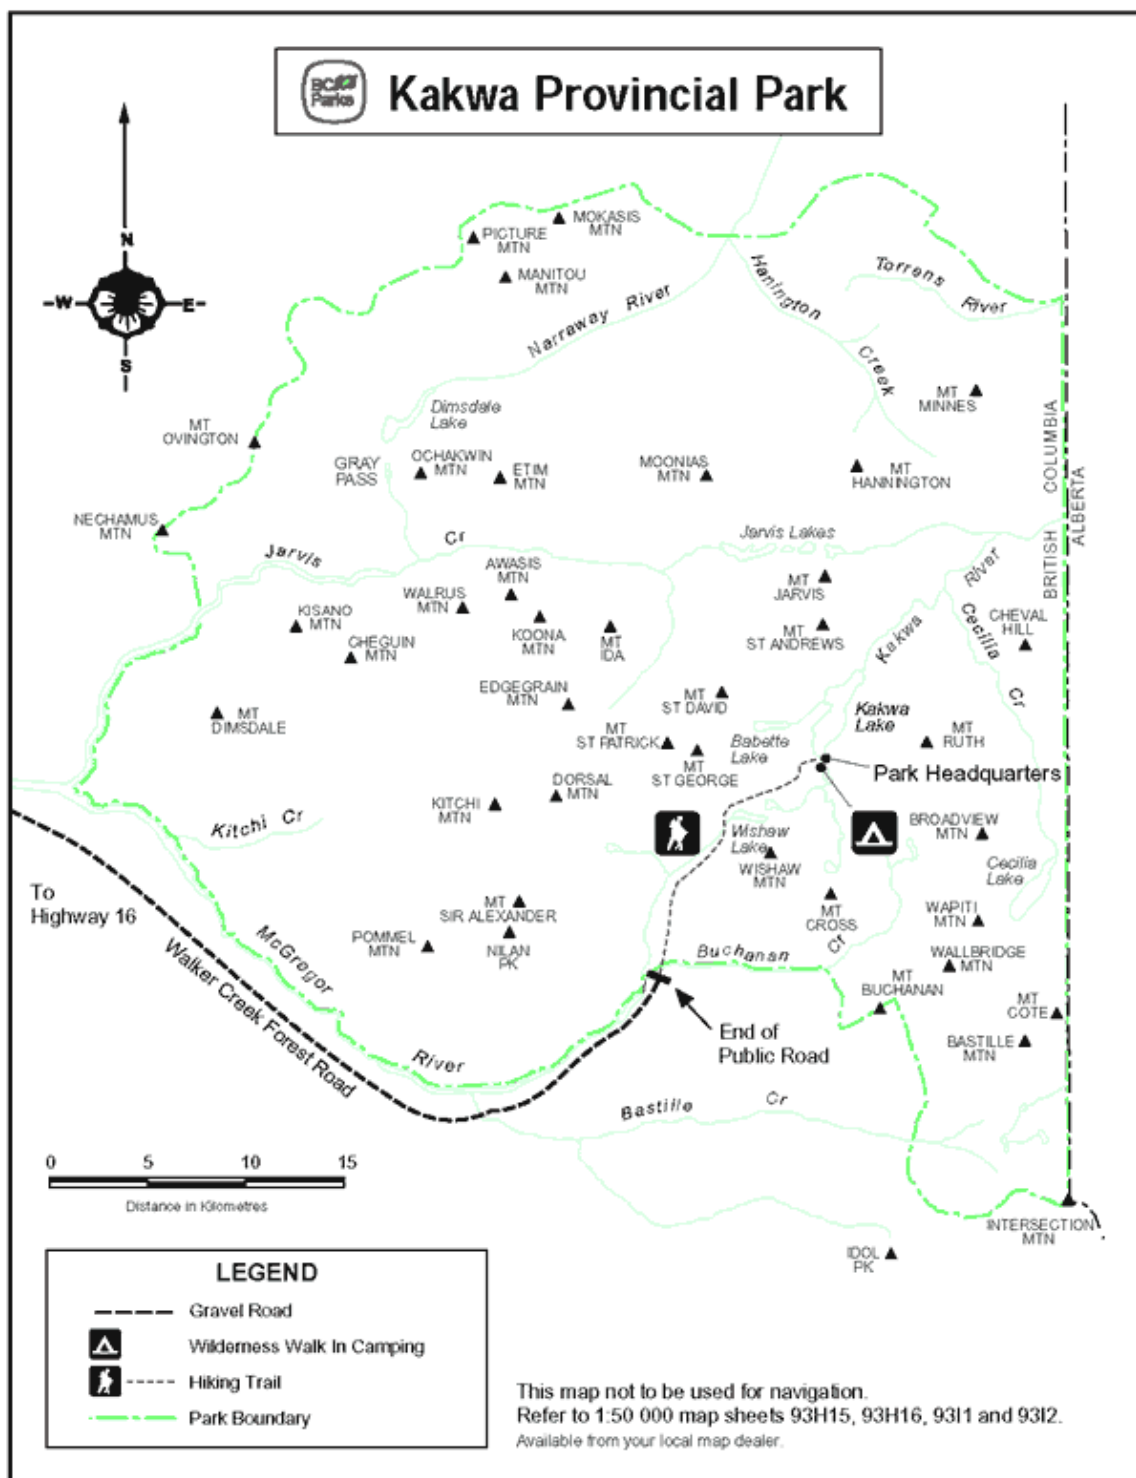 BC
Parks
Kakwa Provincial Park
N
W
E
S
MOKASIS
MTN
PICTURE
MTN
MANITOU
MTN
Narraway River
Hanington
Creek
Torrens
River
Dimsdale
Lake
MT
MINNES
MT
OVINGTON
GRAY
PASS
OCHAKWIN
MTN
ETIM
MTN
MOONIAS
MTN
MT
HANNINGTON
BRITISH COLUMBIA
ALBERTA
NECHAMUS
MTN
Jarvis
Cr
Jarvis Lakes
AWASIS
MTN
WALRUS
MTN
KOONA
MTN
MT
IDA
MT
JARVIS
MT
ST ANDREWS
Kakwa
River
Cecilia
Cr
CHEVAL
HILL
KISANO
MTN
CHEGUIN
MTN
EDGEGRAIN
MTN
MT
DIMSDALE
MT
ST DAVID
MT
ST PATRICK
MT
ST GEORGE
Babette
Lake
Kakwa
Lake
MT
RUTH
Park Headquarters
DORSAL
MTN
KITCHI
MTN
Kitchi Cr
Wishaw
Lake
WISHAW
MTN
BROADVIEW
MTN
Cecilia
Lake
To
Highway 16
MT
SIR ALEXANDER
NILAN
PK
POMMEL
MTN
MT
CROSS
WAPITI
MTN
WALLBRIDGE
MTN
Buchanan
Cr
MT
BUCHANAN
MT
COTE
BASTILLE
MTN
McGregor
River
Walker Creek Forest Road
End of
Public Road
Bastille
Cr
0 5 10 15
Distance in Kilometres
INTERSECTION
MTN
IDOL
PK
LEGEND
Gravel Road
Wilderness Walk In Camping
Hiking Trail
Park Boundary
This map not to be used for navigation.
Refer to 1:50 000 map sheets 93H15, 93H16, 93I1 and 93I2.
Available from your local map dealer.